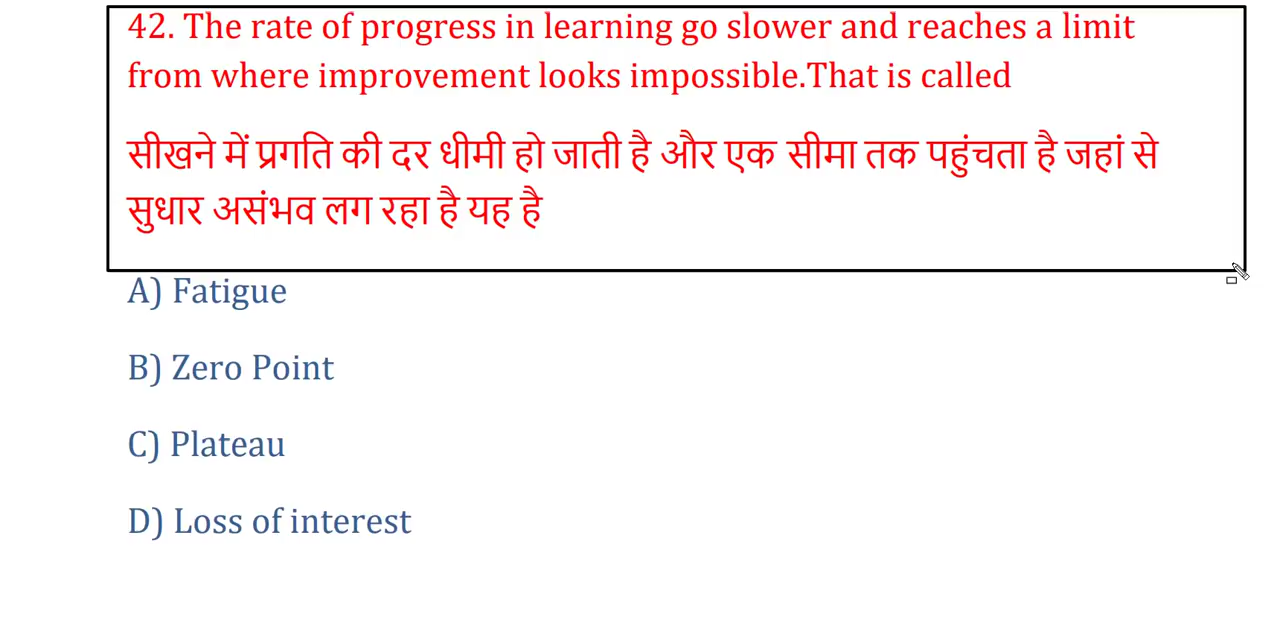 42. The rate of progress in learning go slower and reaches a limit
from where improvement looks impossible.That is called
सीखने में प्रगति की दर धीमी हो जाती है और एक सीमा तक पहुंचता है जहां से
सुधार असंभव लग रहा है यह है
A) Fatigue
B) Zero Point
C) Plateau
D) Loss of interest